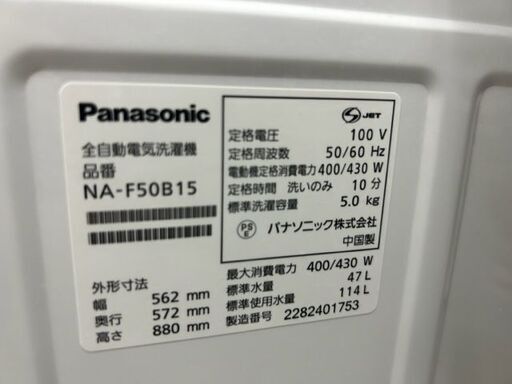 Panasonic
全自動電気洗濯機
品番
NA-F50B15
外形寸法
幅 562 mm
奥行 572 mm
高さ 880 mm
S JET
定格電圧 100 V
定格周波数 50/60 Hz
電動機定格消費電力 400/430 W
定格時間 洗いのみ 10 分
標準洗濯容量 5.0 kg
PS E パナソニック株式会社
中国製
最大消費電力 400/430 W
標準水量 47 L
標準使用水量 114 L
製造番号 2282401753